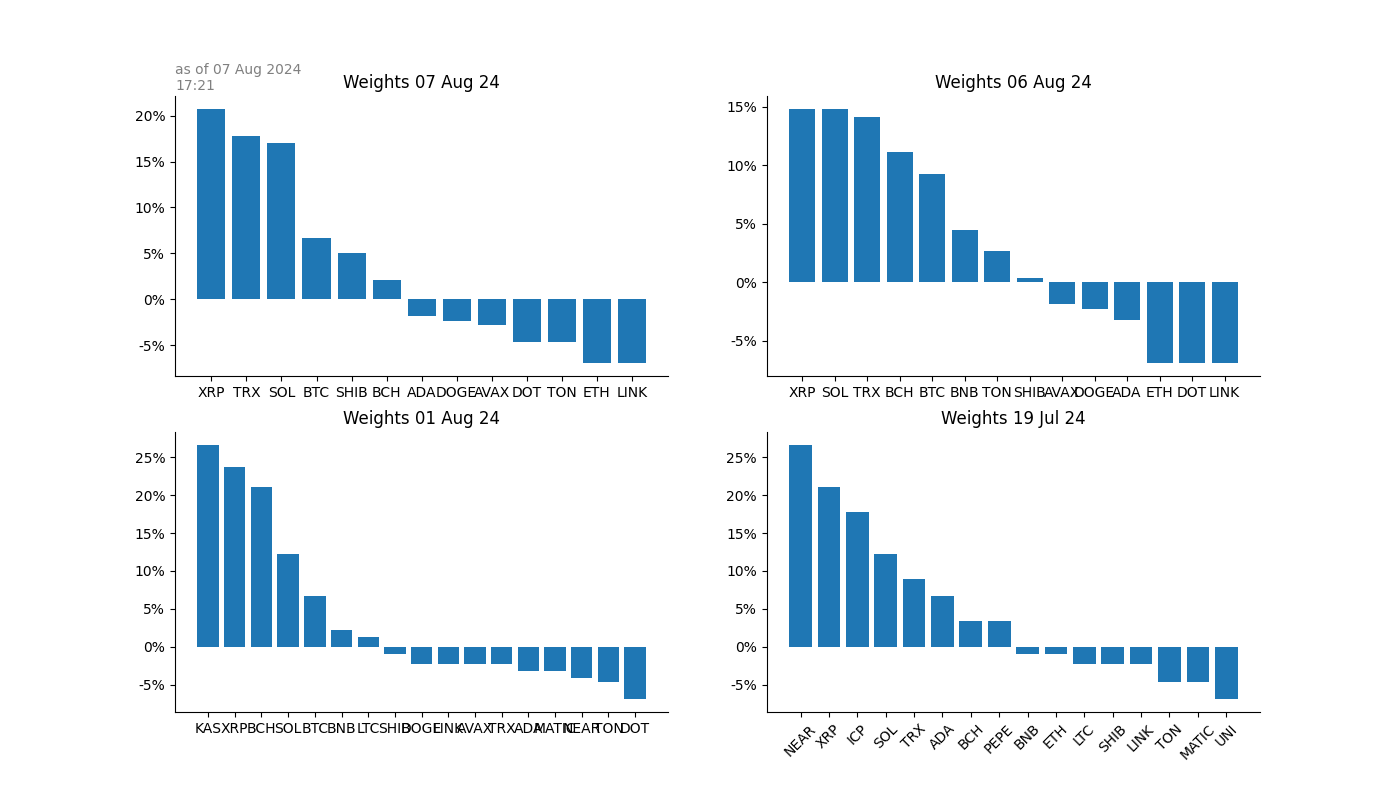 as of 07 Aug 2024
17:21
Weights 07 Aug 24
20%
15%
10%
5%
0%
-5%
XRP TRX SOL BTC SHIB BCH ADA DOGE AVAX DOT TON ETH LINK
Weights 06 Aug 24
15%
10%
5%
0%
-5%
XRP SOL TRX BCH BTC BNB TON SHIB AVAX DOGE ADA ETH DOT LINK
Weights 01 Aug 24
25%
20%
15%
10%
5%
0%
-5%
KAS XRP BCH SOL BTC BNB LTC SHIB DOGE LINK AVAX TRX ADA MATIC NEAR TON DOT
Weights 19 Jul 24
25%
20%
15%
10%
5%
0%
-5%
NEAR XRP ICP SOL TRX ADA BCH PEPE BNB ETH LTC SHIB LINK TON MATIC UNI